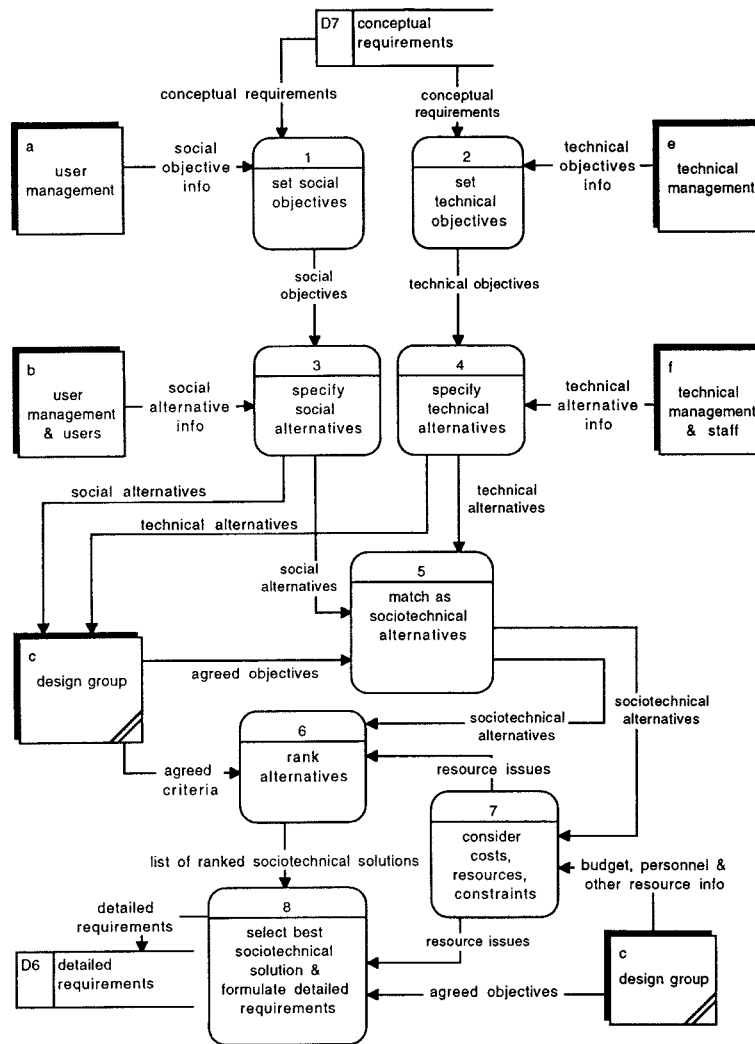 D7
conceptual
requirements
conceptual requirements
conceptual
requirements
a
user
management
social
objective
info
1
set social
objectives
2
set
technical
objectives
technical
objectives
info
e
technical
management
social
objectives
technical objectives
b
user
management
& users
social
alternative
info
3
specify
social
alternatives
4
specify
technical
alternatives
technical
alternative
info
f
technical
management
& staff
social alternatives
technical alternatives
technical
alternatives
social
alternatives
5
match as
sociotechnical
alternatives
c
design group
agreed objectives
sociotechnical
alternatives
sociotechnical
alternatives
6
rank
alternatives
agreed
criteria
resource issues
7
consider
costs,
resources,
constraints
list of ranked sociotechnical solutions
budget, personnel &
other resource info
detailed
requirements
8
select best
sociotechnical
solution &
formulate detailed
requirements
resource issues
D6
detailed
requirements
c
design group
agreed objectives